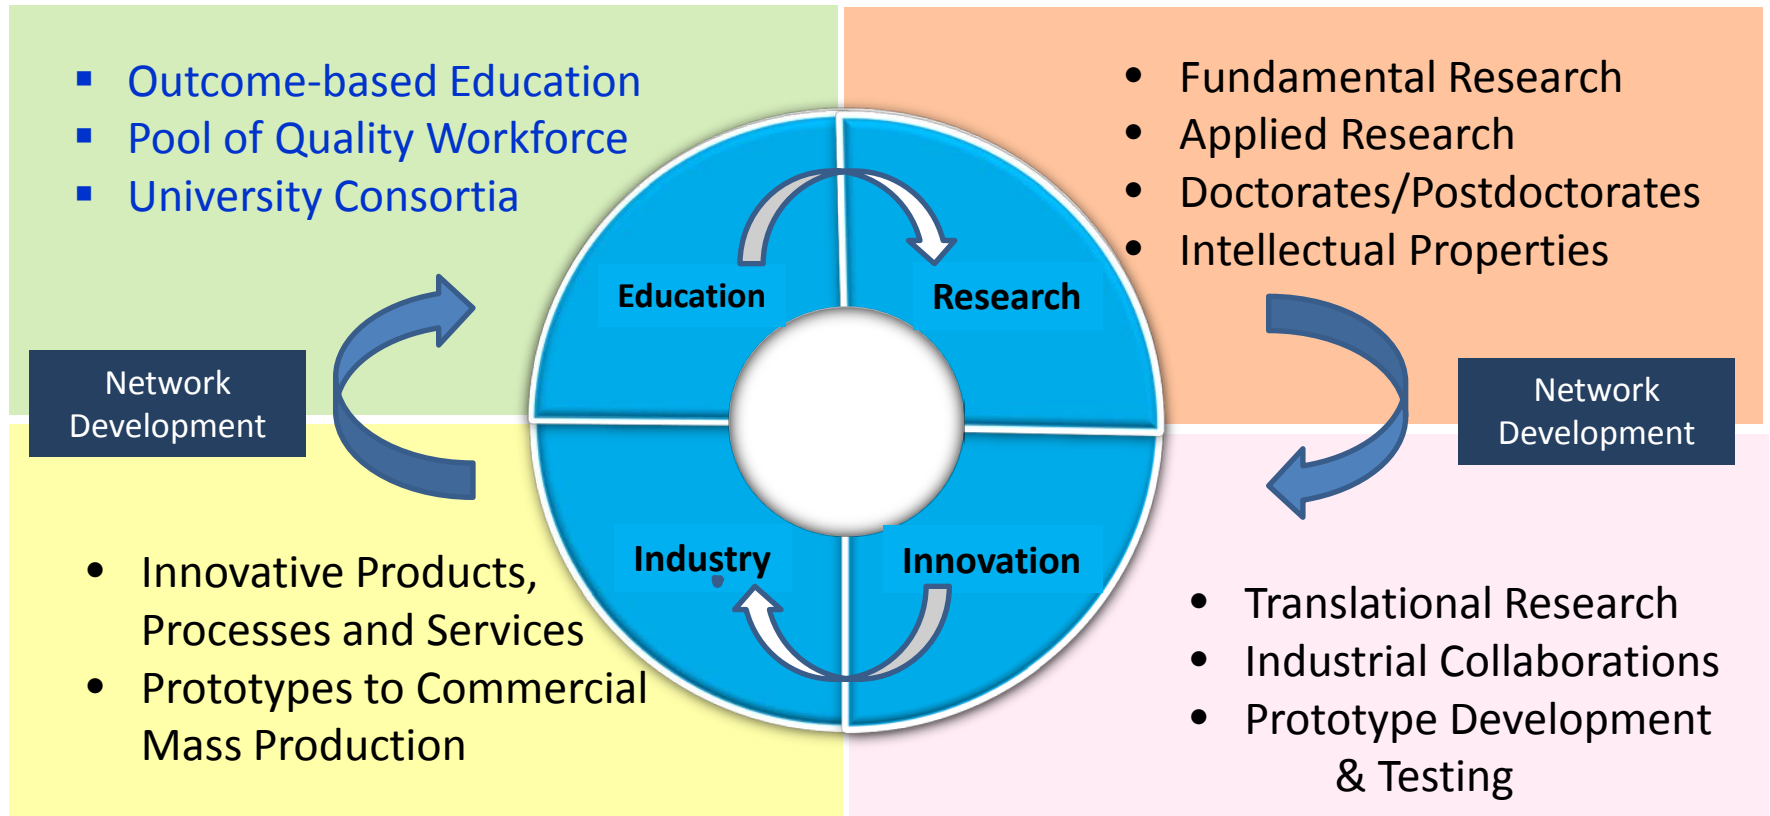 ▪ Outcome-based Education
▪ Pool of Quality Workforce
▪ University Consortia
• Fundamental Research
• Applied Research
• Doctorates/Postdoctorates
• Intellectual Properties
Education
Research
Network
Development
Network
Development
Industry
Innovation
• Innovative Products,
Processes and Services
• Prototypes to Commercial
Mass Production
• Translational Research
• Industrial Collaborations
• Prototype Development
& Testing